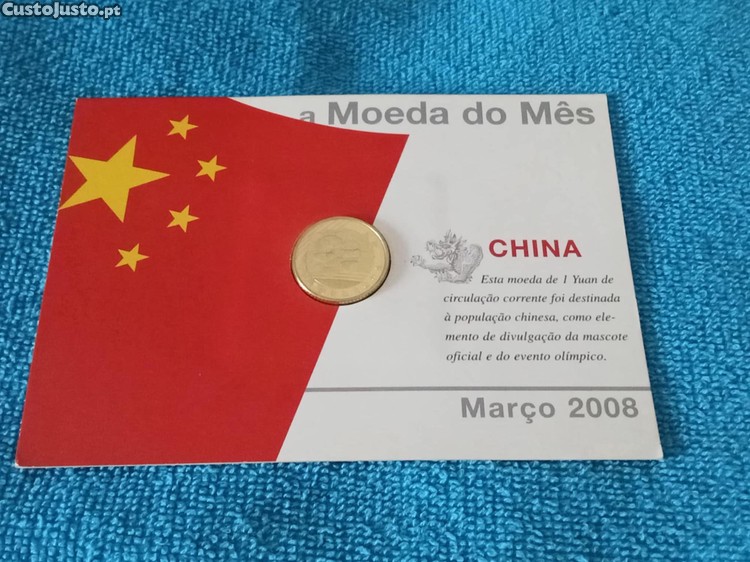 CustoJusto.pt
a Moeda do Mês
CHINA
Esta moeda de 1 Yuan de
circulação corrente foi destinada
à população chinesa, como ele-
mento de divulgação da mascote
oficial e do evento olímpico.
Março 2008